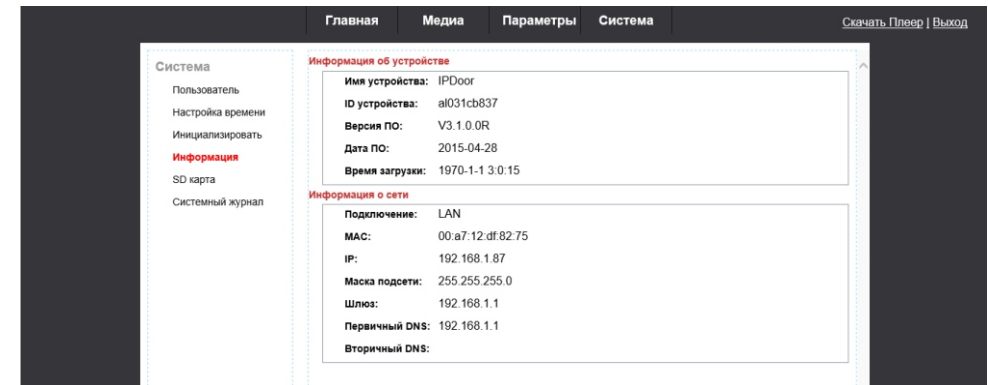 Главная Медиа Параметры Система Скачать Плеер | Выход
Система
Пользователь
Настройка времени
Инициализировать
Информация
SD карта
Системный журнал
Информация об устройстве
Имя устройства: IPDoor
ID устройства: al031cb837
Версия ПО: V3.1.0.0R
Дата ПО: 2015-04-28
Время загрузки: 1970-1-1 3:0:15
Информация о сети
Подключение: LAN
MAC: 00:a7:12:df:82:75
IP: 192.168.1.87
Маска подсети: 255.255.255.0
Шлюз: 192.168.1.1
Первичный DNS: 192.168.1.1
Вторичный DNS: